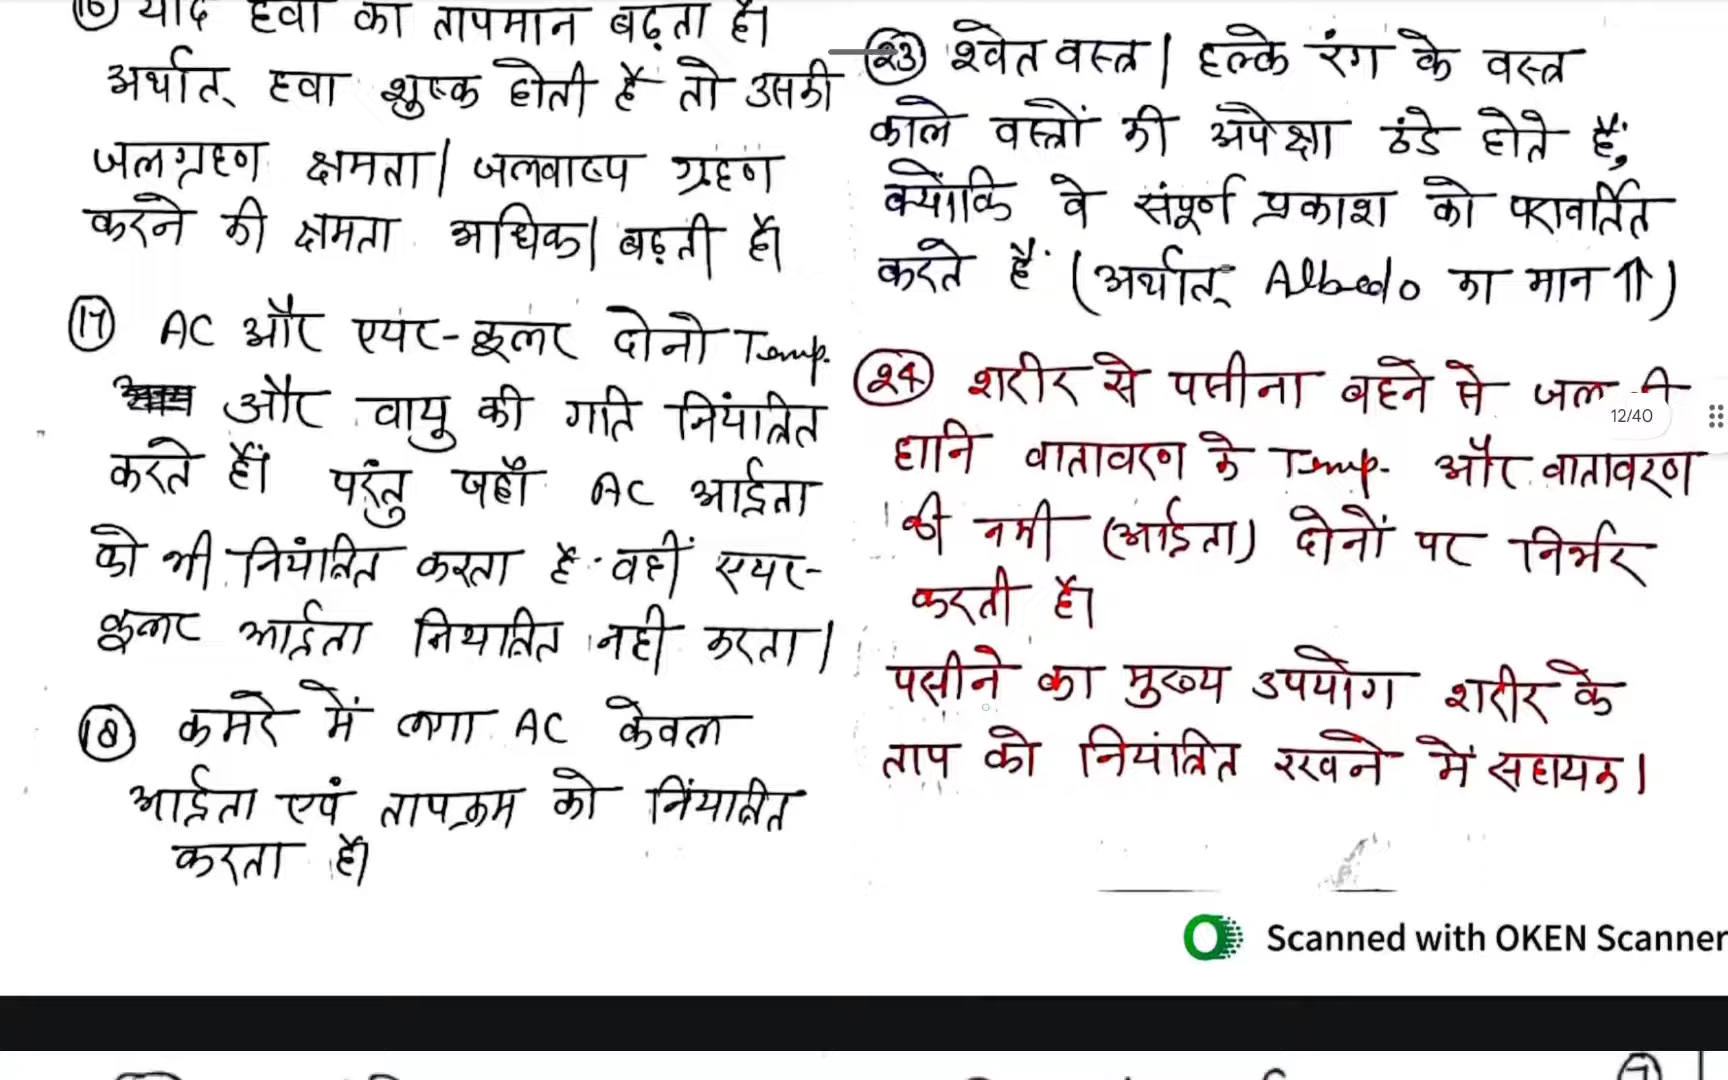 16 यदि हवा का तापमान बढ़ता है।
अर्थात् हवा शुष्क होती है तो उसकी
जलग्रहण क्षमता / जलवाष्प ग्रहण
करने की क्षमता अधिक / बढ़ती है।
17 AC और एयर-कूलर दोनो Temp.
और वायु की गति नियंत्रित
करते हैं। परंतु जहाँ AC आर्द्रता
को भी नियंत्रित करता है वहीं एयर-
कूलर आर्द्रता नियंत्रित नही करता।
18 कमरे में लगा AC केवल
आर्द्रता एवं तापक्रम को नियंत्रित
करता है।
23 श्वेत वस्त्र / हल्के रंग के वस्त्र
काले वस्त्रों की अपेक्षा ठंडे होते हैं;
क्योंकि वे संपूर्ण प्रकाश को परावर्तित
करते हैं (अर्थात् Albedo का मान ↑)
24 शरीर से पसीना बहने से जल की
12/40
हानि वातावरण के Temp. और वातावरण
की नमी (आर्द्रता) दोनों पर निर्भर
करती है।
पसीने का मुख्य उपयोग शरीर के
ताप को नियंत्रित रखने में सहायक।
Scanned with OKEN Scanner